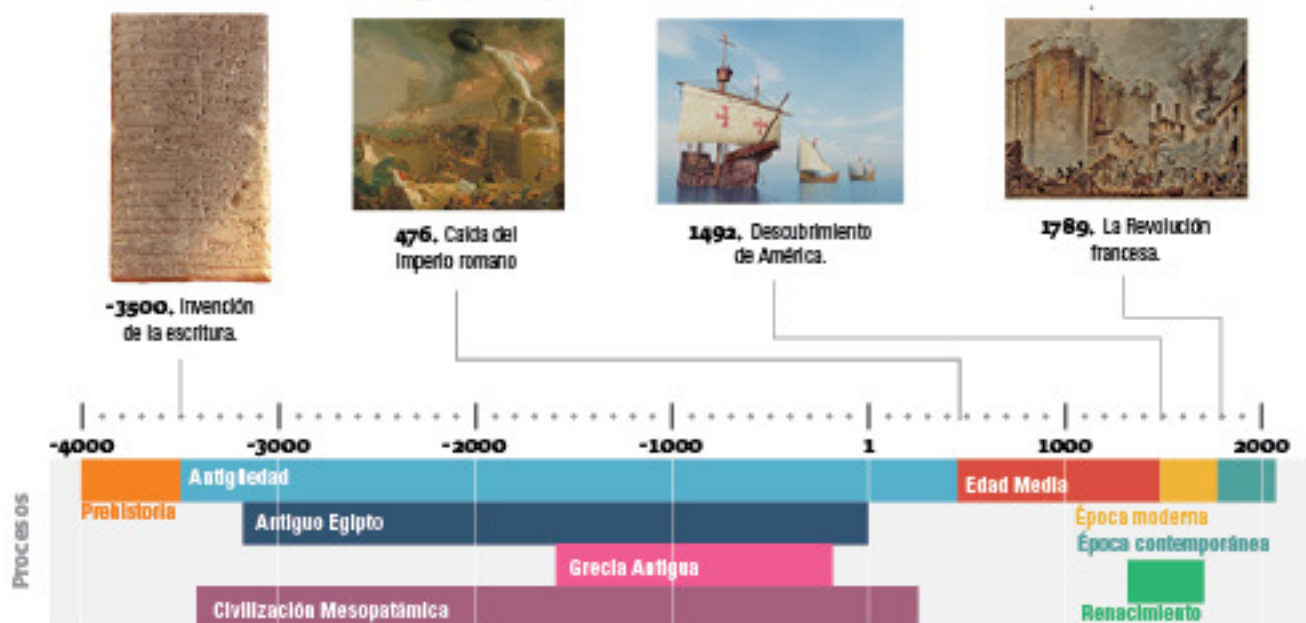 -3500. Invención
de la escritura.
476. Caída del
Imperio romano
1492. Descubrimiento
de América.
1789. La Revolución
francesa.
-4000 -3000 -2000 -1000 1 1000 2000
Procesos
Prehistoria
Antigüedad
Edad Media
Antiguo Egipto
Época moderna
Época contemporánea
Grecia Antigua
Civilización Mesopatámica
Renacimiento